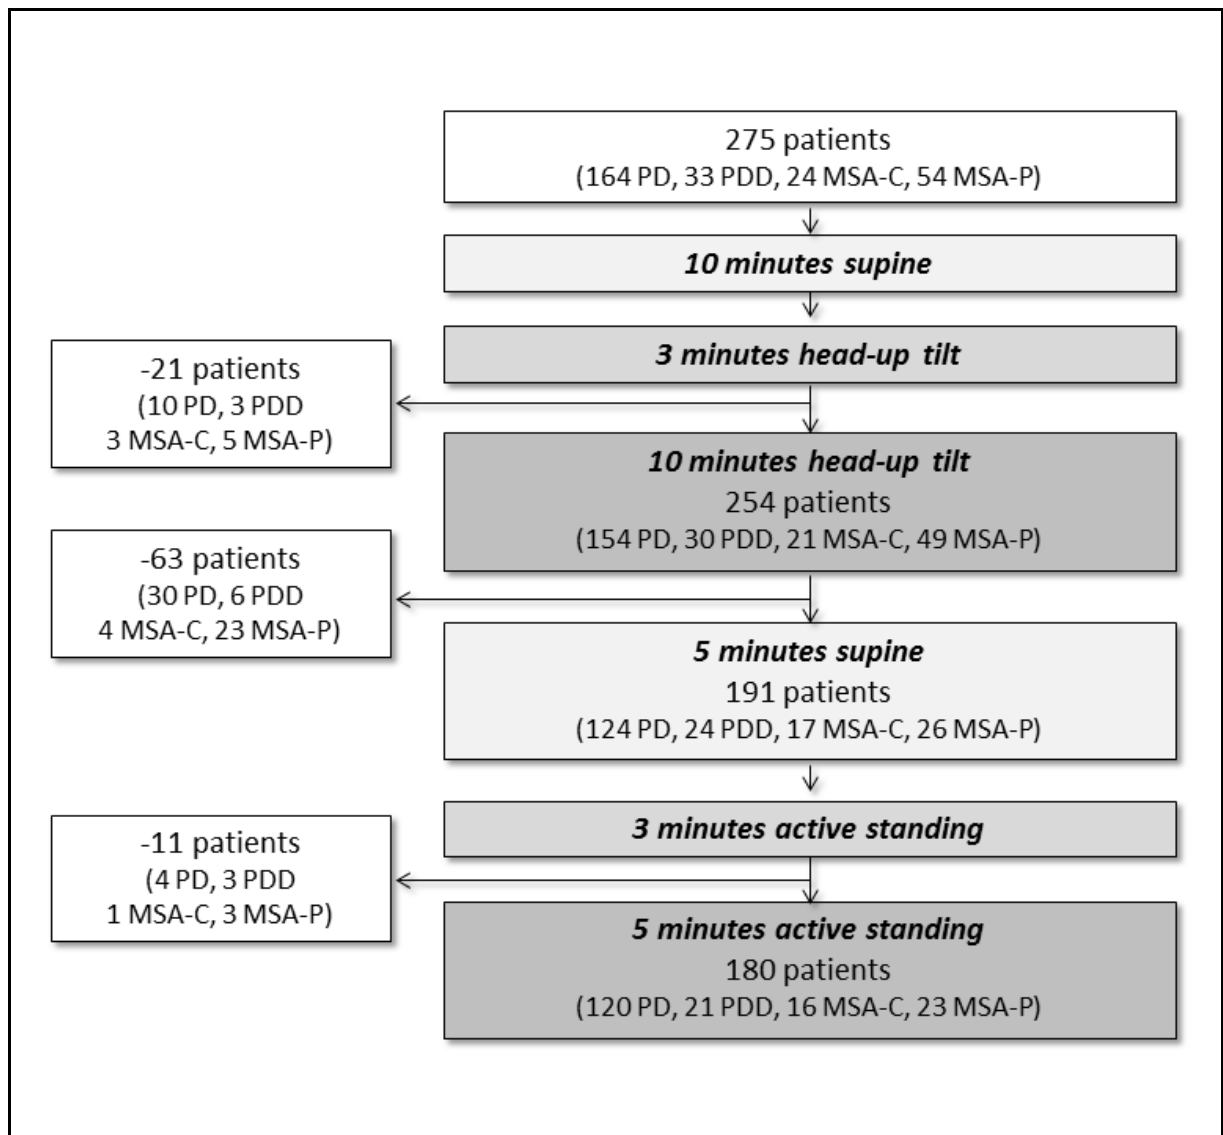 275 patients
(164 PD, 33 PDD, 24 MSA-C, 54 MSA-P)
10 minutes supine
3 minutes head-up tilt
-21 patients
(10 PD, 3 PDD
3 MSA-C, 5 MSA-P)
10 minutes head-up tilt
254 patients
(154 PD, 30 PDD, 21 MSA-C, 49 MSA-P)
-63 patients
(30 PD, 6 PDD
4 MSA-C, 23 MSA-P)
5 minutes supine
191 patients
(124 PD, 24 PDD, 17 MSA-C, 26 MSA-P)
3 minutes active standing
-11 patients
(4 PD, 3 PDD
1 MSA-C, 3 MSA-P)
5 minutes active standing
180 patients
(120 PD, 21 PDD, 16 MSA-C, 23 MSA-P)